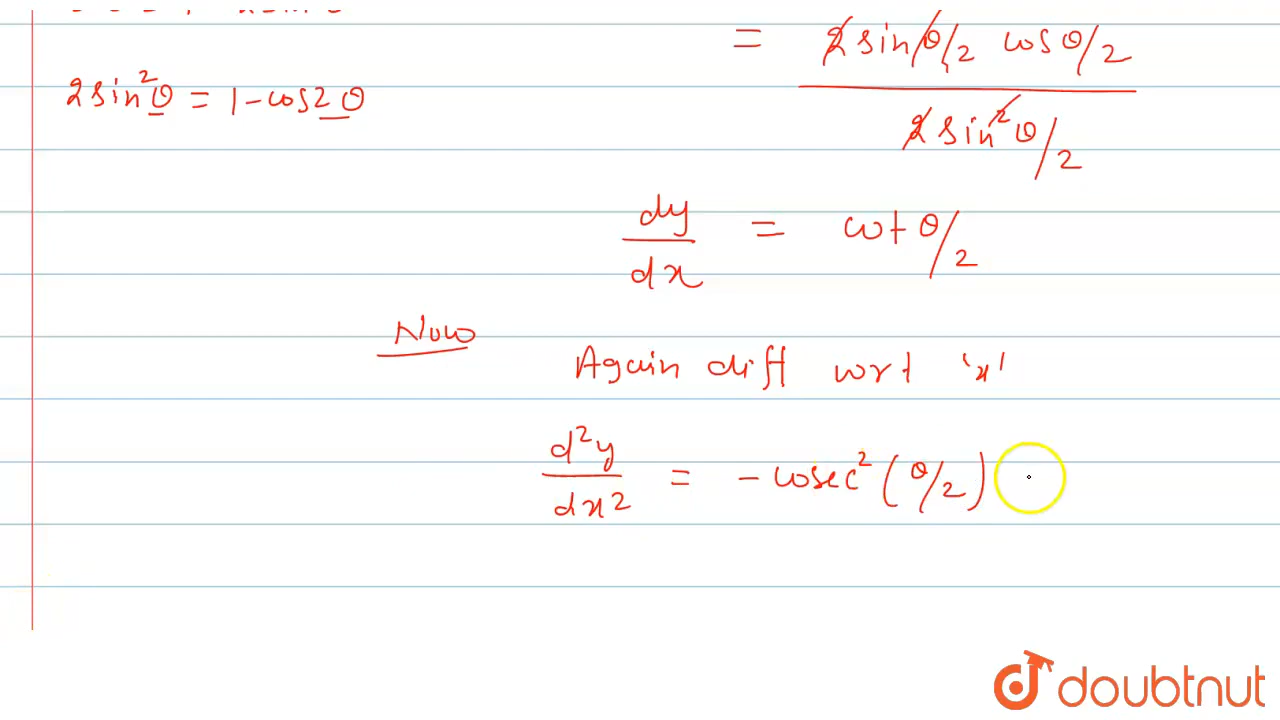 2sin²θ = 1-cos2θ
= 2sinθ/2 cosθ/2
2sin²θ/2
dy/dx = cotθ/2
Now
Again diff wrt 'x'
d²y/dx² = -cosec²(θ/2)
doubtnut